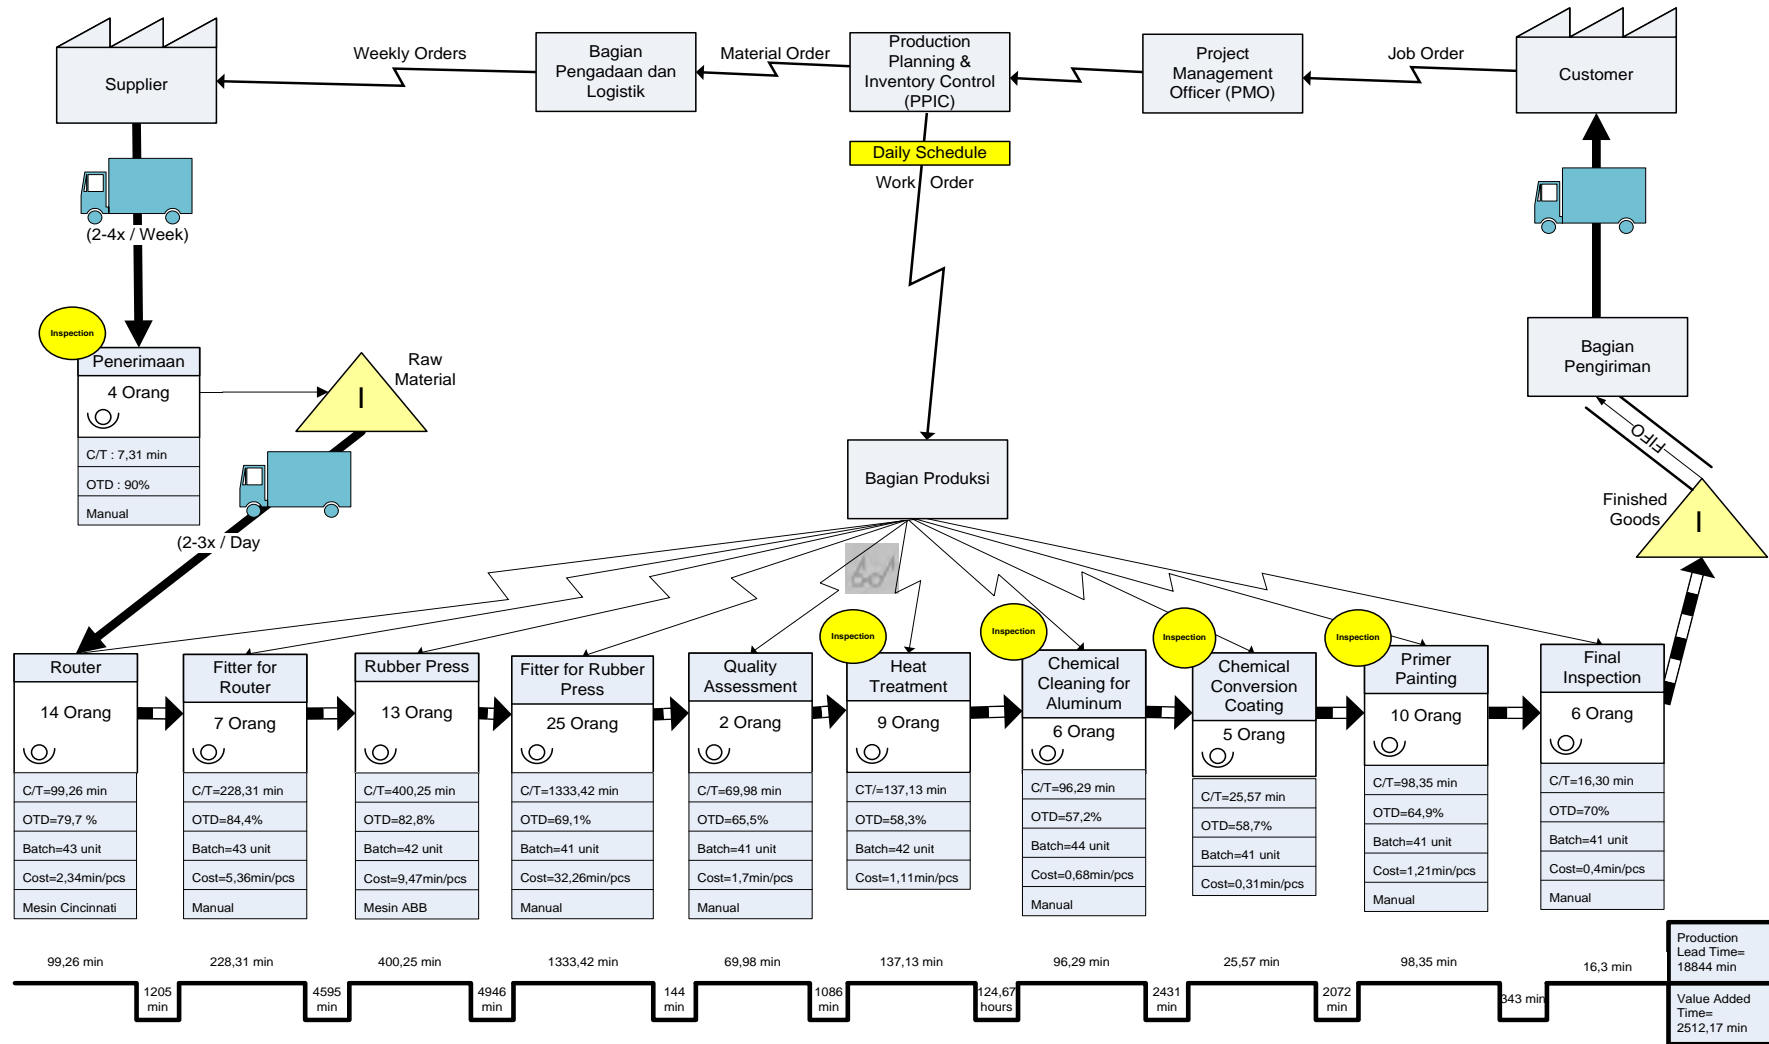 Supplier
Weekly Orders
Bagian
Pengadaan dan
Logistik
Material Order
Production
Planning &
Inventory Control
(PPIC)
Project
Management
Officer (PMO)
Job Order
Customer
Daily Schedule
Work Order
(2-4x / Week)
Inspection
Penerimaan
4 Orang
C/T : 7,31 min
OTD : 90%
Manual
I
Raw
Material
(2-3x / Day
Bagian Produksi
Bagian
Pengiriman
FIFO
Finished
Goods
I
Router
14 Orang
C/T=99,26 min
OTD=79,7 %
Batch=43 unit
Cost=2,34min/pcs
Mesin Cincinnati
Fitter for
Router
7 Orang
C/T=228,31 min
OTD=84,4%
Batch=43 unit
Cost=5,36min/pcs
Manual
Rubber Press
13 Orang
C/T=400,25 min
OTD=82,8%
Batch=42 unit
Cost=9,47min/pcs
Mesin ABB
Fitter for Rubber
Press
25 Orang
C/T=1333,42 min
OTD=69,1%
Batch=41 unit
Cost=32,26min/pcs
Manual
Quality
Assessment
2 Orang
C/T=69,98 min
OTD=65,5%
Batch=41 unit
Cost=1,7min/pcs
Manual
Inspection
Heat
Treatment
9 Orang
CT/=137,13 min
OTD=58,3%
Batch=42 unit
Cost=1,11min/pcs
Inspection
Chemical
Cleaning for
Aluminum
6 Orang
C/T=96,29 min
OTD=57,2%
Batch=44 unit
Cost=0,68min/pcs
Manual
Inspection
Chemical
Conversion
Coating
5 Orang
C/T=25,57 min
OTD=58,7%
Batch=41 unit
Cost=0,31min/pcs
Inspection
Primer
Painting
10 Orang
C/T=98,35 min
OTD=64,9%
Batch=41 unit
Cost=1,21min/pcs
Manual
Final
Inspection
6 Orang
C/T=16,30 min
OTD=70%
Batch=41 unit
Cost=0,4min/pcs
Manual
99,26 min
1205
min
228,31 min
4595
min
400,25 min
4946
min
1333,42 min
144
min
69,98 min
1086
min
137,13 min
124,67
hours
96,29 min
2431
min
25,57 min
2072
min
98,35 min
343 min
16,3 min
Production
Lead Time=
18844 min
Value Added
Time=
2512,17 min